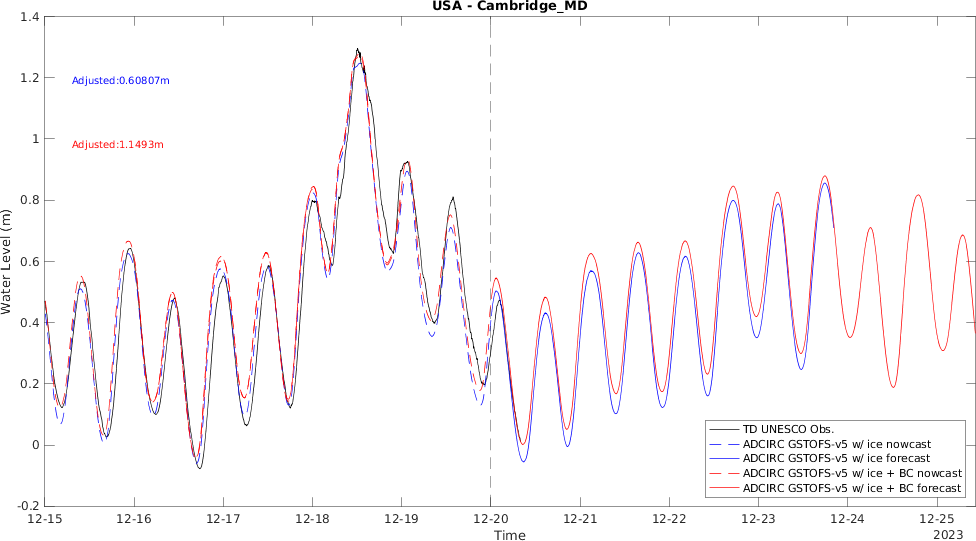 USA - Cambridge_MD
1.4
1.2
1
0.8
0.6
0.4
0.2
0
-0.2
Water Level (m)
Adjusted:0.60807m
Adjusted:1.1493m
TD UNESCO Obs.
ADCIRC GSTOFS-v5 w/ ice nowcast
ADCIRC GSTOFS-v5 w/ ice forecast
ADCIRC GSTOFS-v5 w/ ice + BC nowcast
ADCIRC GSTOFS-v5 w/ ice + BC forecast
12-15 12-16 12-17 12-18 12-19 12-20 12-21 12-22 12-23 12-24 12-25
Time
2023